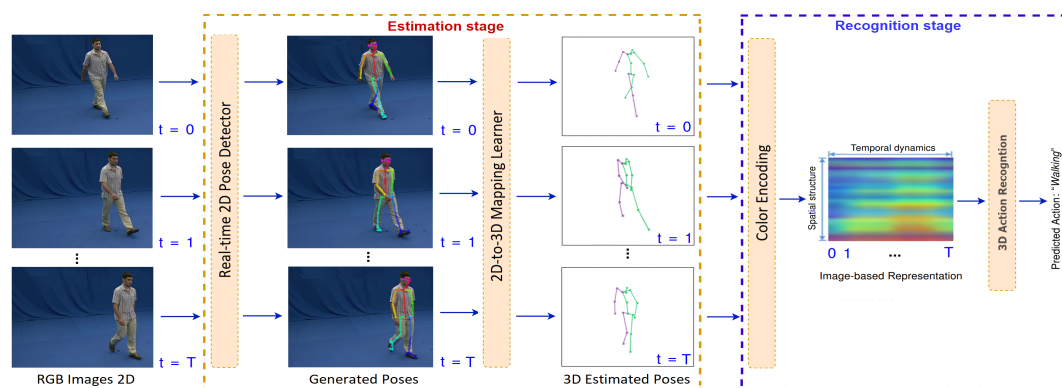 Estimation stage
Recognition stage
Real-time 2D Pose Detector
2D-to-3D Mapping Learner
Color Encoding
3D Action Recogntion
Predicted Action: "Walking"
t = 0
t = 0
t = 0
t = 1
t = 1
t = 1
...
...
...
t = T
t = T
t = T
Temporal dynamics
Spatial structure
0 1 ... T
Image-based Representation
RGB Images 2D
Generated Poses
3D Estimated Poses